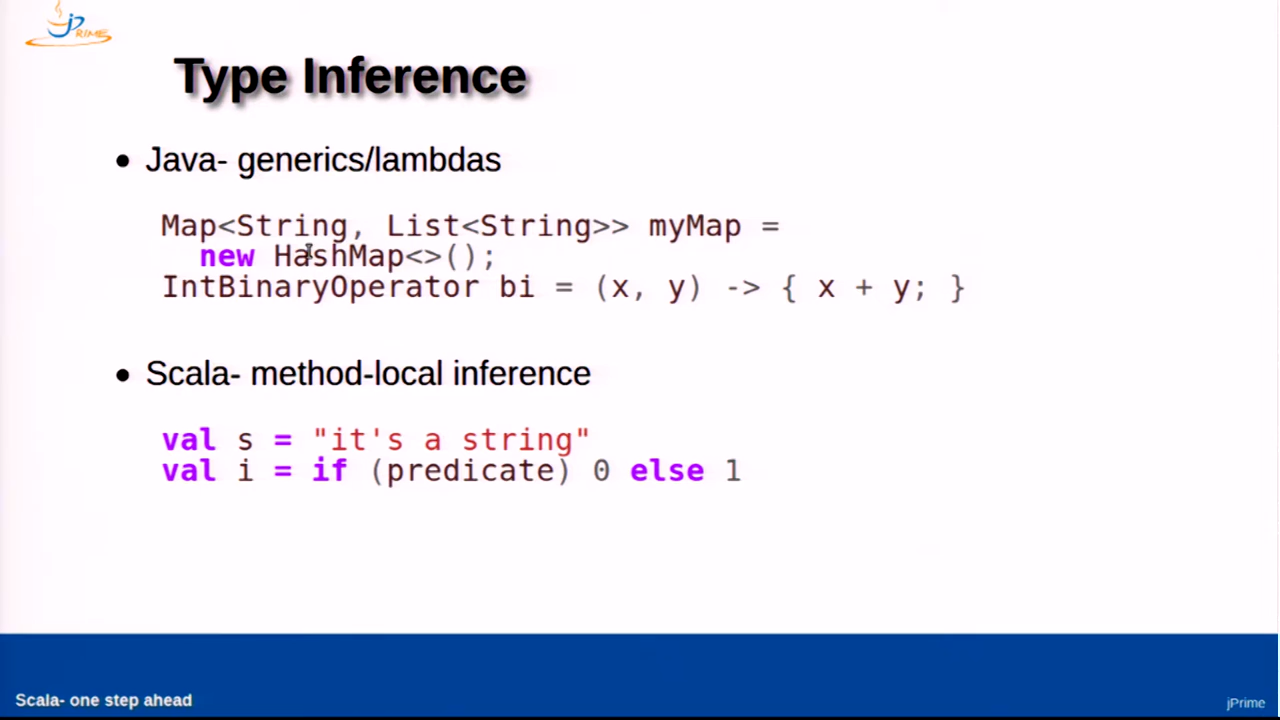 jPRIME
Type Inference
• Java- generics/lambdas
Map<String, List<String>> myMap =
new HashMap<>();
IntBinaryOperator bi = (x, y) -> { x + y; }
• Scala- method-local inference
val s = "it's a string"
val i = if (predicate) 0 else 1
Scala- one step ahead
jPrime